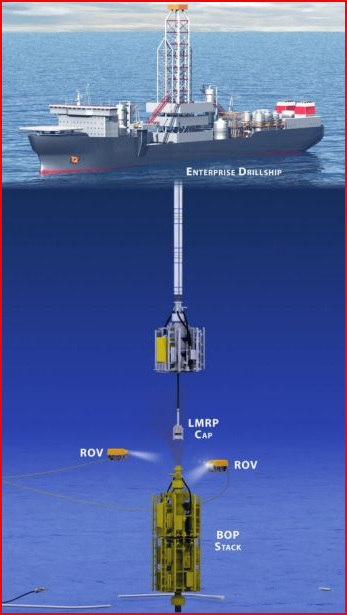 Enterprise Drillship
LMRP
Cap
ROV
ROV
BOP
Stack